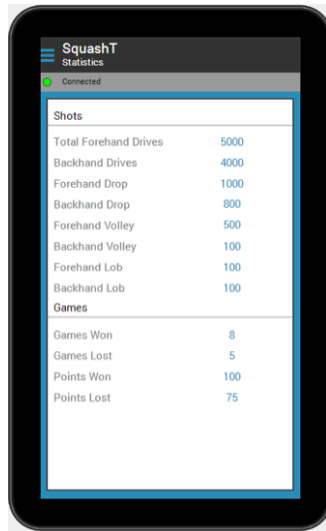 SquashT
Statistics
Connected
Shots
Total Forehand Drives 5000
Backhand Drives 4000
Forehand Drop 1000
Backhand Drop 800
Forehand Volley 500
Backhand Volley 100
Forehand Lob 100
Backhand Lob 100
Games
Games Won 8
Games Lost 5
Points Won 100
Points Lost 75